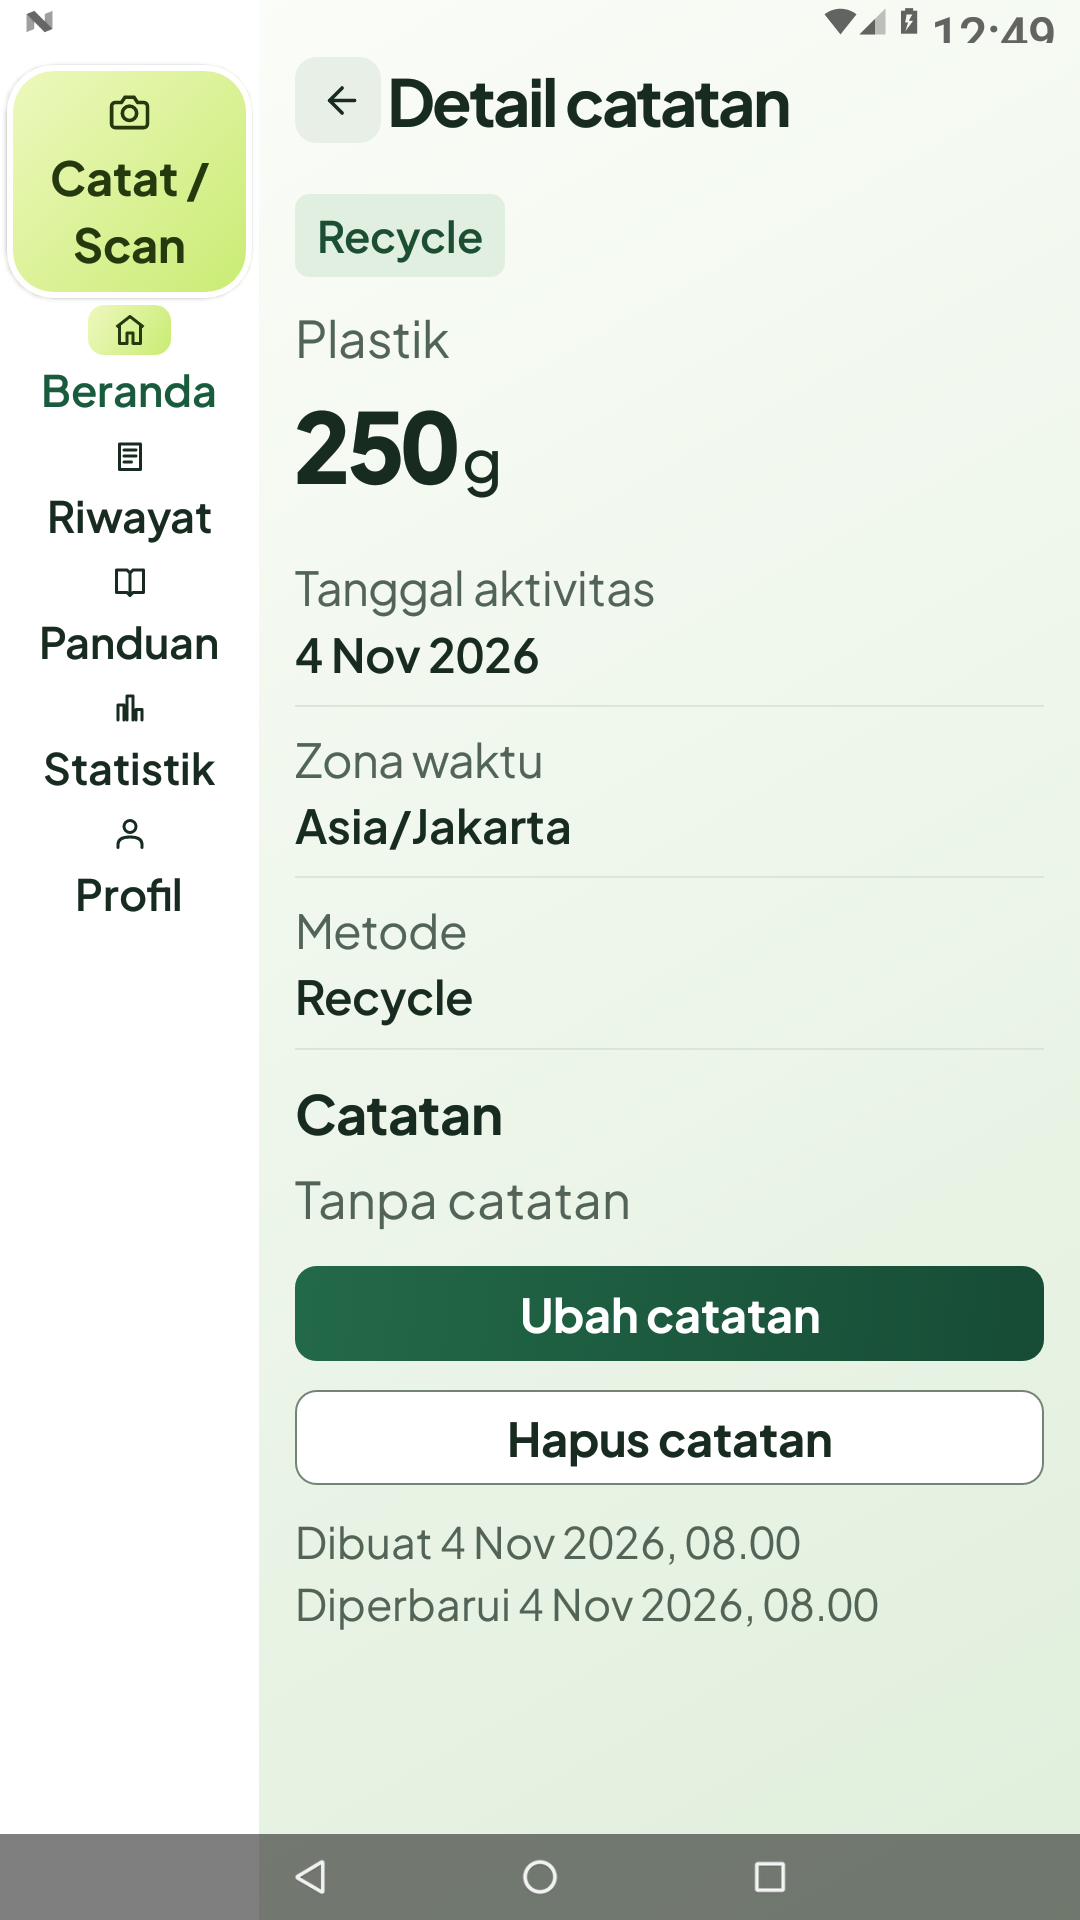 12:49
Catat /
Scan
Beranda
Riwayat
Panduan
Statistik
Profil
Detail catatan
Recycle
Plastik
250 g
Tanggal aktivitas
4 Nov 2026
Zona waktu
Asia/Jakarta
Metode
Recycle
Catatan
Tanpa catatan
Ubah catatan
Hapus catatan
Dibuat 4 Nov 2026, 08.00
Diperbarui 4 Nov 2026, 08.00